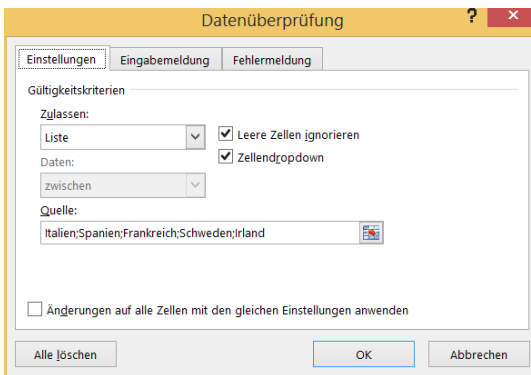 Datenüberprüfung ? ×
Einstellungen Eingabemeldung Fehlermeldung
Gültigkeitskriterien
Zulassen:
Liste Leere Zellen ignorieren
Zellendropdown
Daten:
zwischen
Quelle:
Italien;Spanien;Frankreich;Schweden;Irland
Änderungen auf alle Zellen mit den gleichen Einstellungen anwenden
Alle löschen OK Abbrechen